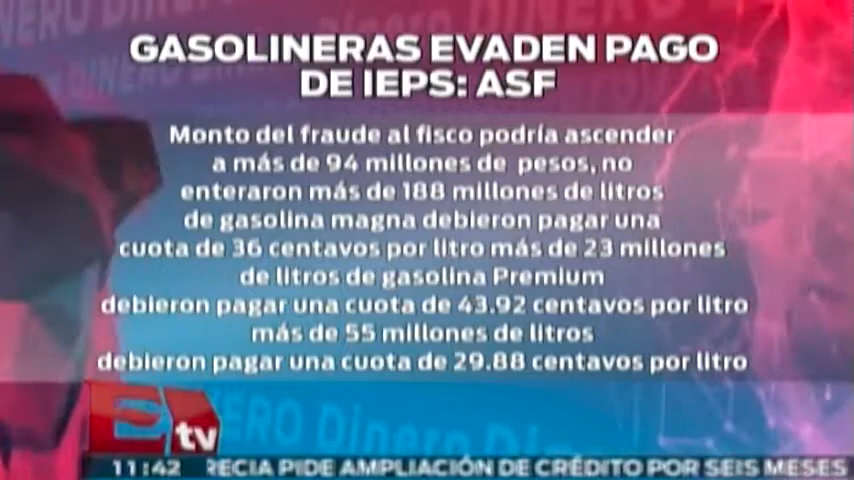 GASOLINERAS EVADEN PAGO
DE IEPS: ASF
Monto del fraude al fisco podría ascender
a más de 94 millones de pesos, no
enteraron más de 188 millones de litros
de gasolina magna debieron pagar una
cuota de 36 centavos por litro más de 23 millones
de litros de gasolina Premium
debieron pagar una cuota de 43.92 centavos por litro
más de 55 millones de litros
debieron pagar una cuota de 29.88 centavos por litro
tv
DINERO Dinero
11:42 RECIA PIDE AMPLIACIÓN DE CRÉDITO POR SEIS MESES